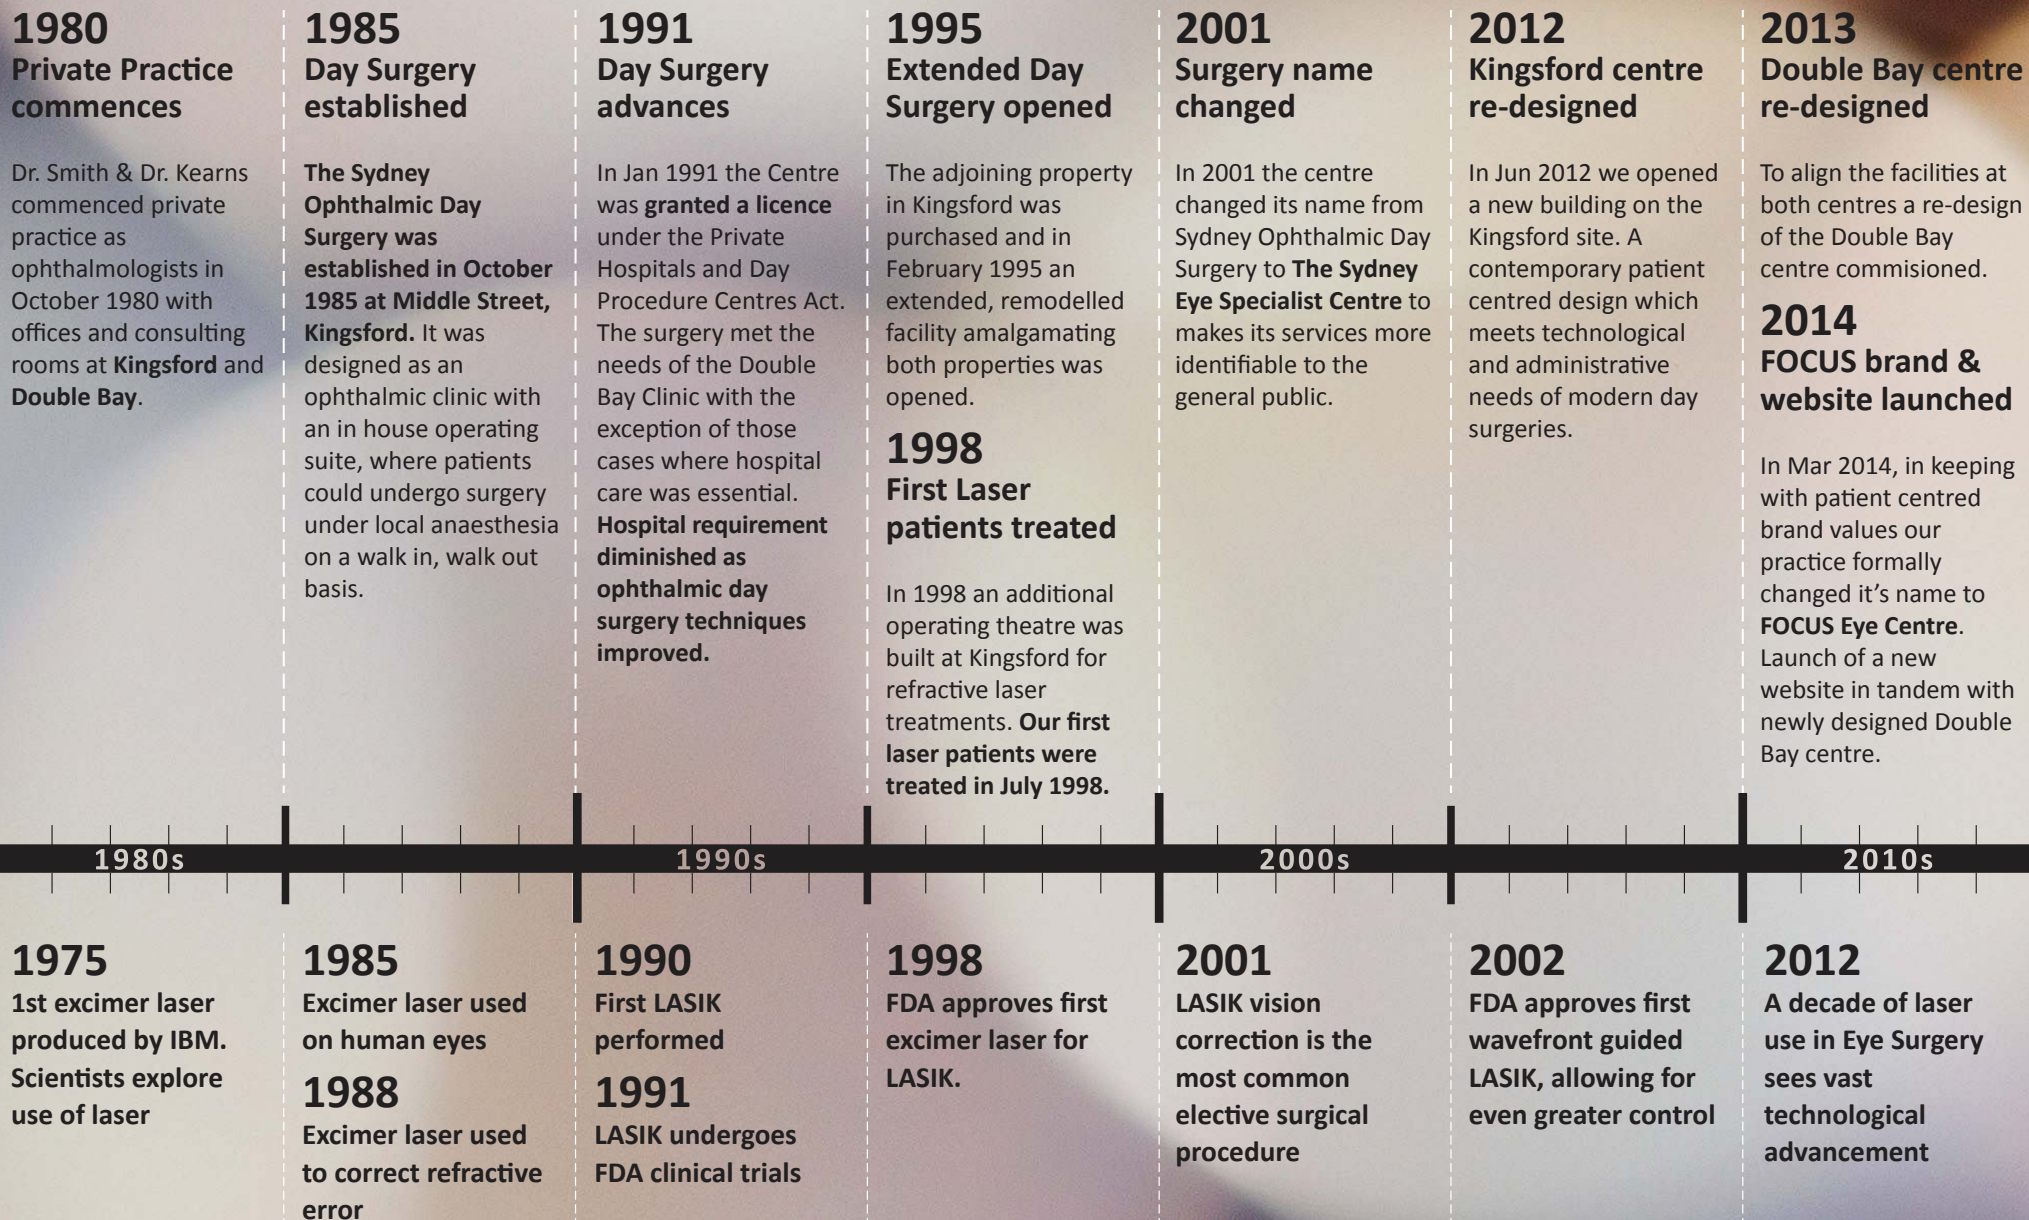 1980
Private Practice
commences
Dr. Smith & Dr. Kearns
commenced private
practice as
ophthalmologists in
October 1980 with
offices and consulting
rooms at Kingsford and
Double Bay.
1985
Day Surgery
established
The Sydney
Ophthalmic Day
Surgery was
established in October
1985 at Middle Street,
Kingsford. It was
designed as an
ophthalmic clinic with
an in house operating
suite, where patients
could undergo surgery
under local anaesthesia
on a walk in, walk out
basis.
1991
Day Surgery
advances
In Jan 1991 the Centre
was granted a licence
under the Private
Hospitals and Day
Procedure Centres Act.
The surgery met the
needs of the Double
Bay Clinic with the
exception of those
cases where hospital
care was essential.
Hospital requirement
diminished as
ophthalmic day
surgery techniques
improved.
1995
Extended Day
Surgery opened
The adjoining property
in Kingsford was
purchased and in
February 1995 an
extended, remodelled
facility amalgamating
both properties was
opened.
1998
First Laser
patients treated
In 1998 an additional
operating theatre was
built at Kingsford for
refractive laser
treatments. Our first
laser patients were
treated in July 1998.
2001
Surgery name
changed
In 2001 the centre
changed its name from
Sydney Ophthalmic Day
Surgery to The Sydney
Eye Specialist Centre to
makes its services more
identifiable to the
general public.
2012
Kingsford centre
re-designed
In Jun 2012 we opened
a new building on the
Kingsford site. A
contemporary patient
centred design which
meets technological
and administrative
needs of modern day
surgeries.
2013
Double Bay centre
re-designed
To align the facilities at
both centres a re-design
of the Double Bay
centre commisioned.
2014
FOCUS brand &
website launched
In Mar 2014, in keeping
with patient centred
brand values our
practice formally
changed it's name to
FOCUS Eye Centre.
Launch of a new
website in tandem with
newly designed Double
Bay centre.
1980s
1990s
2000s
2010s
1975
1st excimer laser
produced by IBM.
Scientists explore
use of laser
1985
Excimer laser used
on human eyes
1988
Excimer laser used
to correct refractive
error
1990
First LASIK
performed
1991
LASIK undergoes
FDA clinical trials
1998
FDA approves first
excimer laser for
LASIK.
2001
LASIK vision
correction is the
most common
elective surgical
procedure
2002
FDA approves first
wavefront guided
LASIK, allowing for
even greater control
2012
A decade of laser
use in Eye Surgery
sees vast
technological
advancement